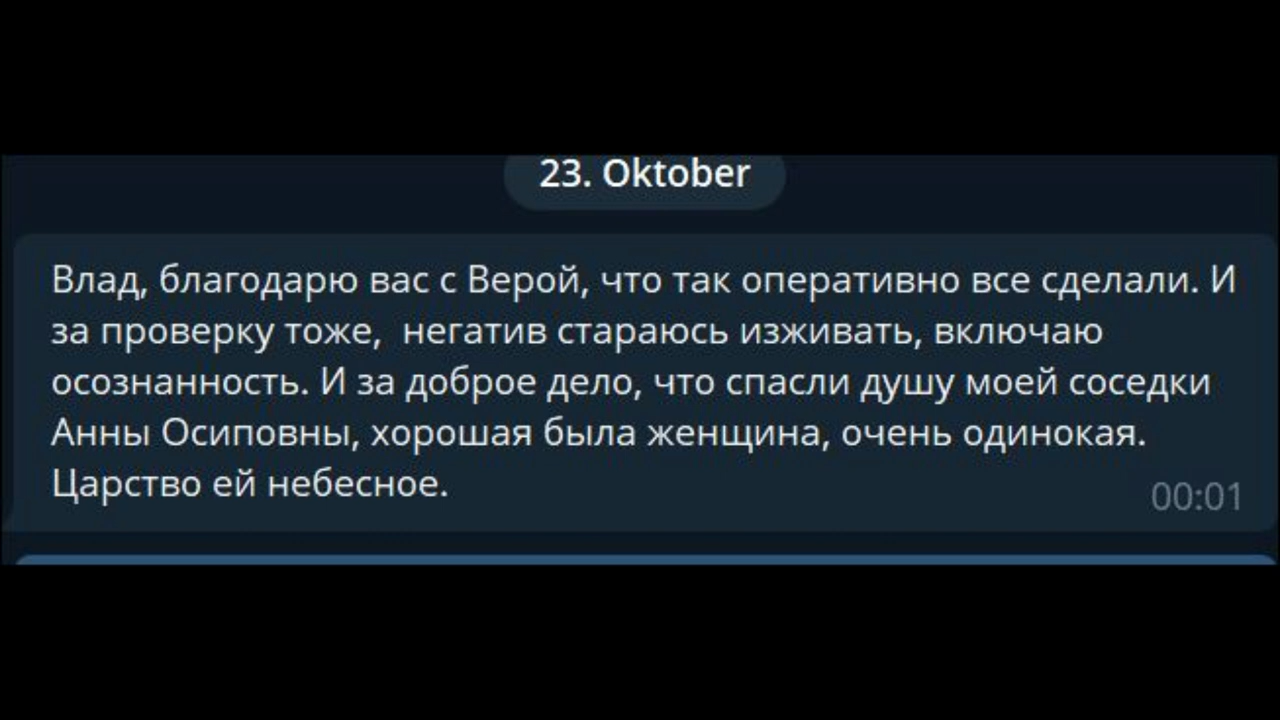 23. Oktober
Влад, благодарю вас с Верой, что так оперативно все сделали. И
за проверку тоже,  негатив стараюсь изживать, включаю
осознанность. И за доброе дело, что спасли душу моей соседки
Анны Осиповны, хорошая была женщина, очень одинокая.
Царство ей небесное.
00:01